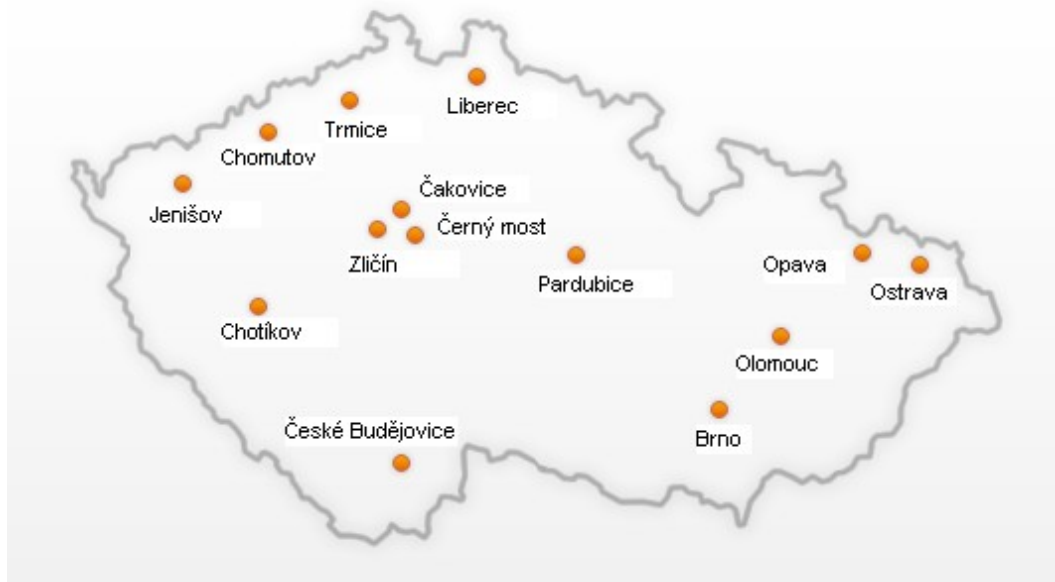 Liberec
Trmice
Chomutov
Čakovice
Jenišov
Černý most
Zličín
Opava
Pardubice
Ostrava
Chotíkov
Olomouc
České Budějovice
Brno